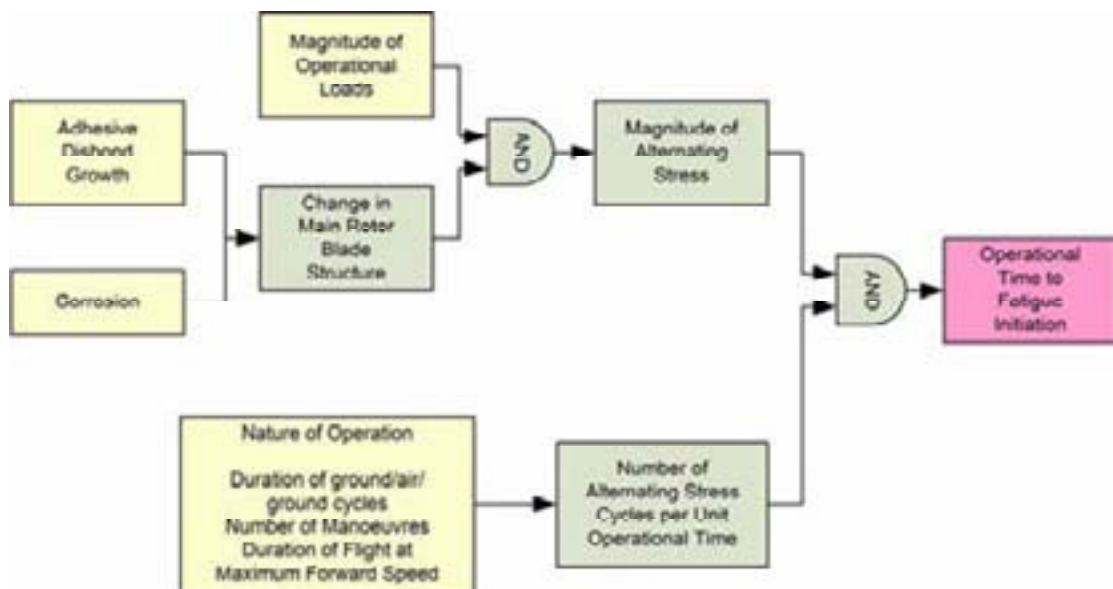 Magnitude of
Operational
Loads
Adhesive
Disbond
Growth
AND
Magnitude of
Alternating
Stress
Change in
Main Rotor
Blade
Structure
Corrosion
AND
Operational
Time to
Fatigue
Initiation
Nature of Operation
Duration of ground/air/
ground cycles
Number of Manoeuvres
Duration of Flight at
Maximum Forward Speed
Number of
Alternating Stress
Cycles per Unit
Operational Time